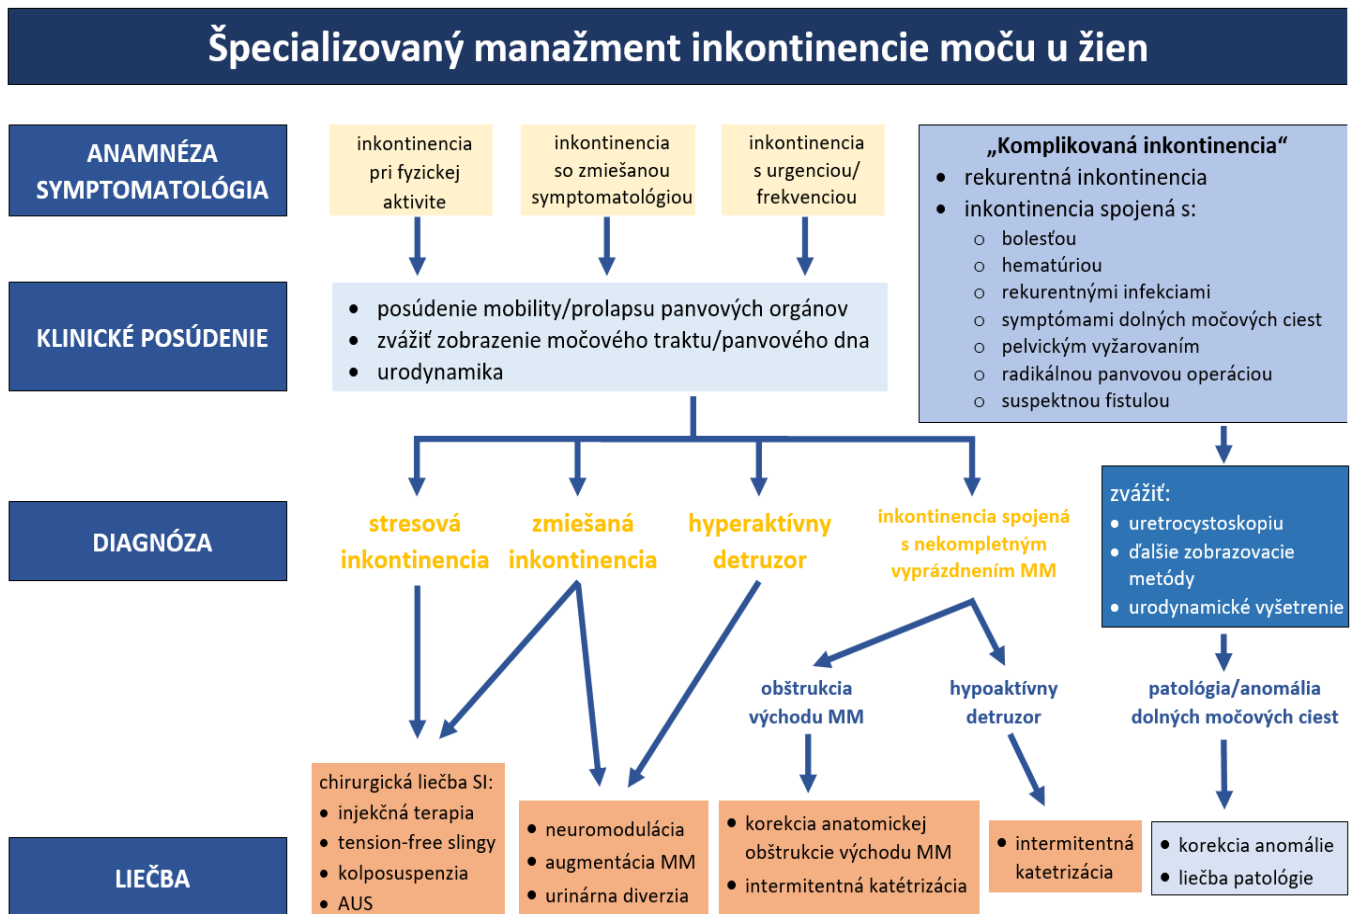 Špecializovaný manažment inkontinencie moču u žien
ANAMNÉZA
SYMPTOMATOLÓGIA
inkontinencia
pri fyzickej
aktivite
inkontinencia
so zmiešanou
symptomatológiou
inkontinencia
s urgenciou/
frekvenciou
„Komplikovaná inkontinencia“
• rekurentná inkontinencia
• inkontinencia spojená s:
o bolesťou
o hematúriou
o rekurentnými infekciami
o symptómami dolných močových ciest
o pelvickým vyžarovaním
o radikálnou panvovou operáciou
o suspektnou fistulou
KLINICKÉ POSÚDENIE
• posúdenie mobility/prolapsu panvových orgánov
• zvážiť zobrazenie močového traktu/panvového dna
• urodynamika
DIAGNÓZA
stresová
inkontinencia
zmiešaná
inkontinencia
hyperaktívny
detruzor
inkontinencia spojená
s nekompletným
vyprázdnením MM
zvážiť:
• uretrocystoskopiu
• ďalšie zobrazovacie
metódy
• urodynamické vyšetrenie
obštrukcia
východu MM
hypoaktívny
detruzor
patológia/anomália
dolných močových ciest
LIEČBA
chirurgická liečba SI:
• injekčná terapia
• tension-free slingy
• kolposuspenzia
• AUS
• neuromodulácia
• augmentácia MM
• urinárna diverzia
• korekcia anatomickej
obštrukcie východu MM
• intermitentná katétrizácia
• intermitentná
katetrizácia
• korekcia anomálie
• liečba patológie